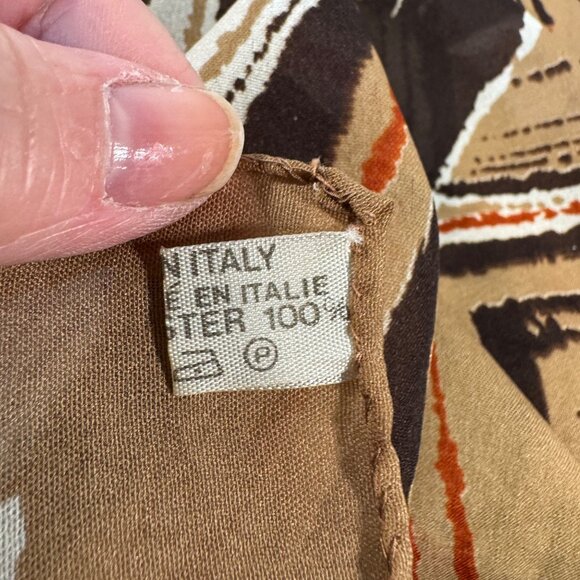 N ITALY
É EN ITALIE
STER 100%
P